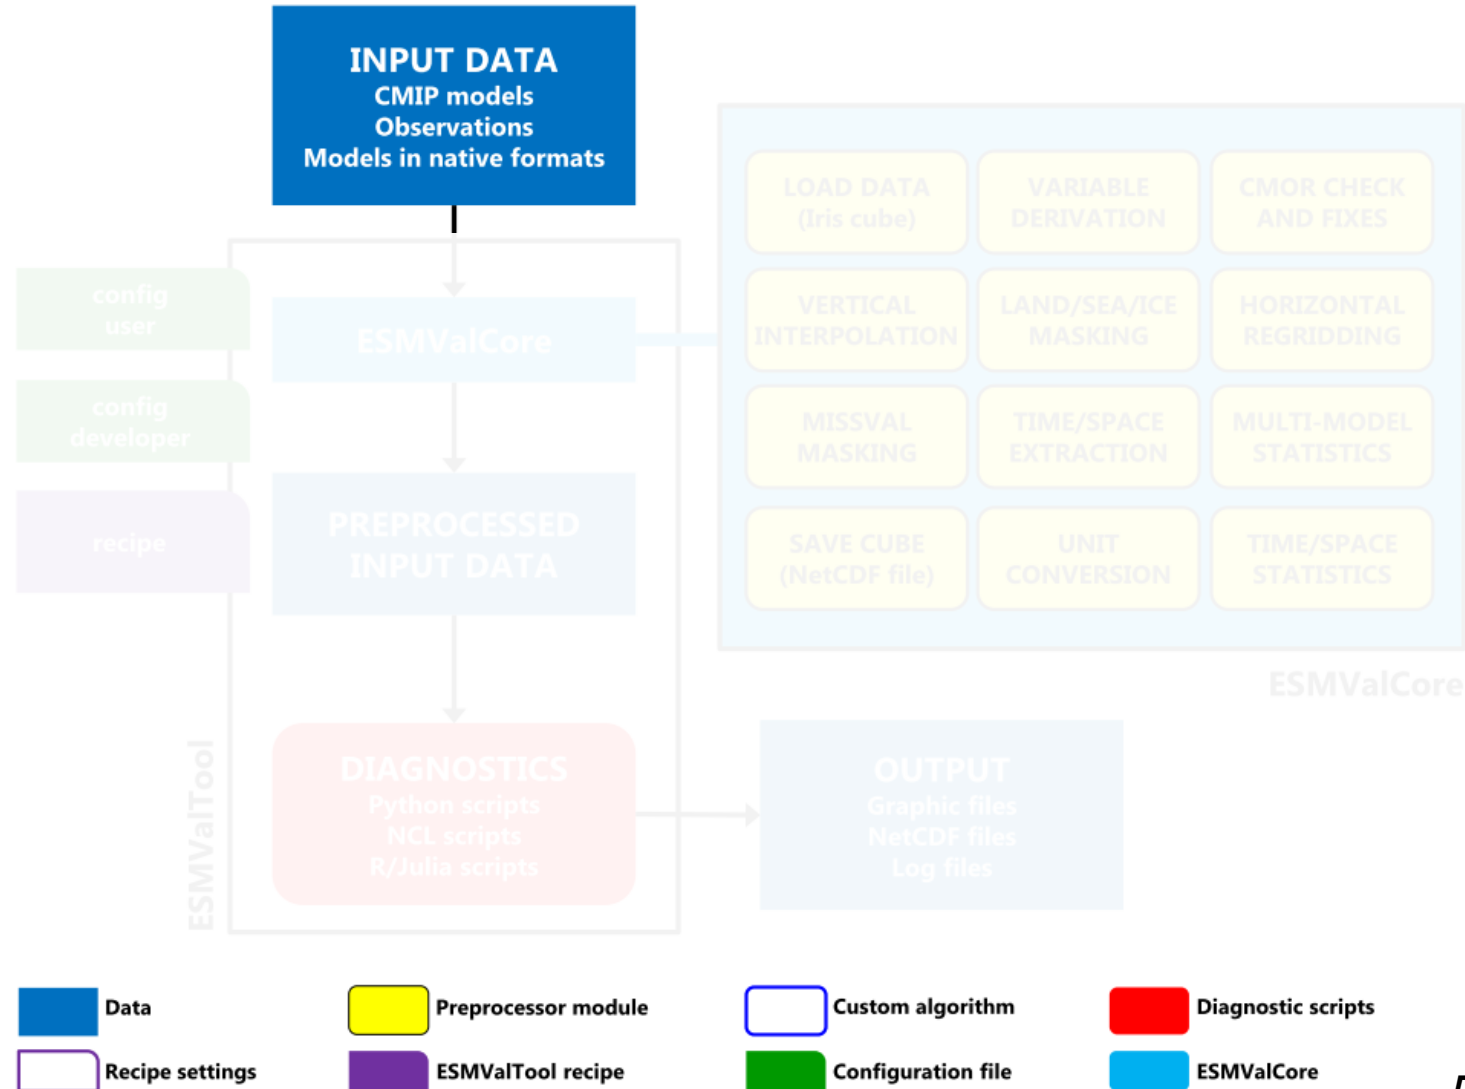 INPUT DATA
CMIP models
Observations
Models in native formats
config
user
config
developer
recipe
ESMValCore
PREPROCESSED
INPUT DATA
DIAGNOSTICS
Python scripts
NCL scripts
R/Julia scripts
ESMValTool
LOAD DATA
(Iris cube)
VARIABLE
DERIVATION
CMOR CHECK
AND FIXES
VERTICAL
INTERPOLATION
LAND/SEA/ICE
MASKING
HORIZONTAL
REGRIDDING
MISSVAL
MASKING
TIME/SPACE
EXTRACTION
MULTI-MODEL
STATISTICS
SAVE CUBE
(NetCDF file)
UNIT
CONVERSION
TIME/SPACE
STATISTICS
ESMValCore
OUTPUT
Graphic files
NetCDF files
Log files
Data
Preprocessor module
Custom algorithm
Diagnostic scripts
Recipe settings
ESMValTool recipe
Configuration file
ESMValCore